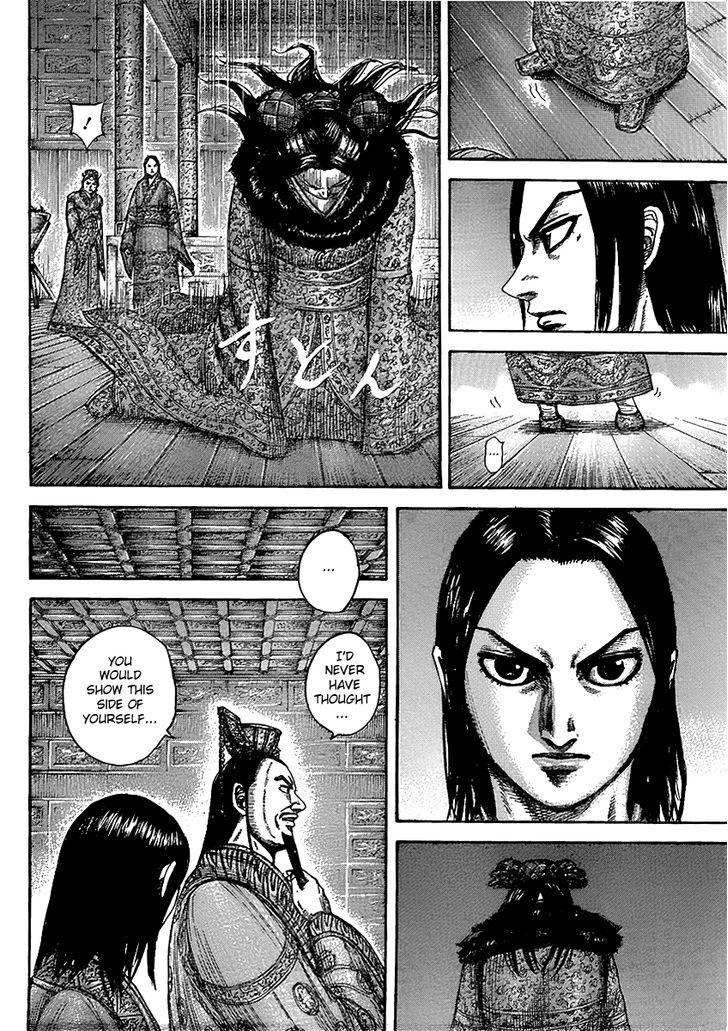 ...
!
すとん
...
I'D
NEVER
HAVE
THOUGHT
...
YOU
WOULD
SHOW THIS
SIDE OF
YOURSELF...